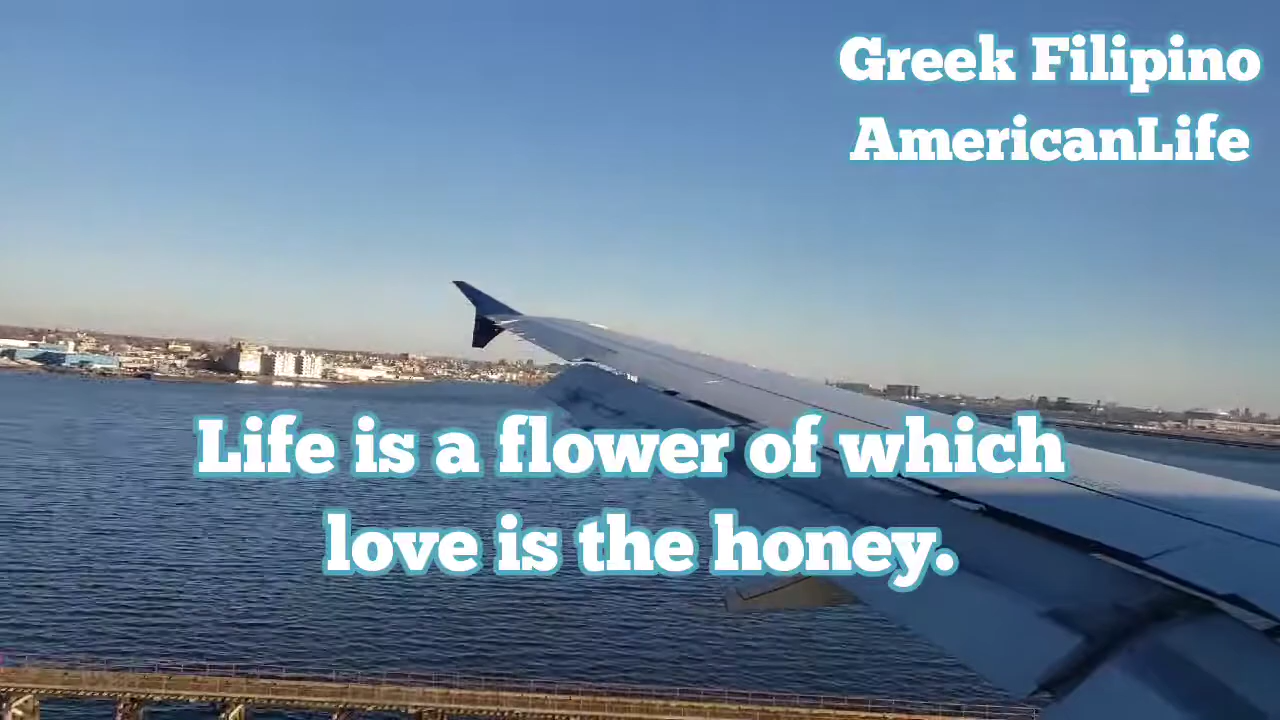 Greek Filipino
AmericanLife
Life is a flower of which
love is the honey.